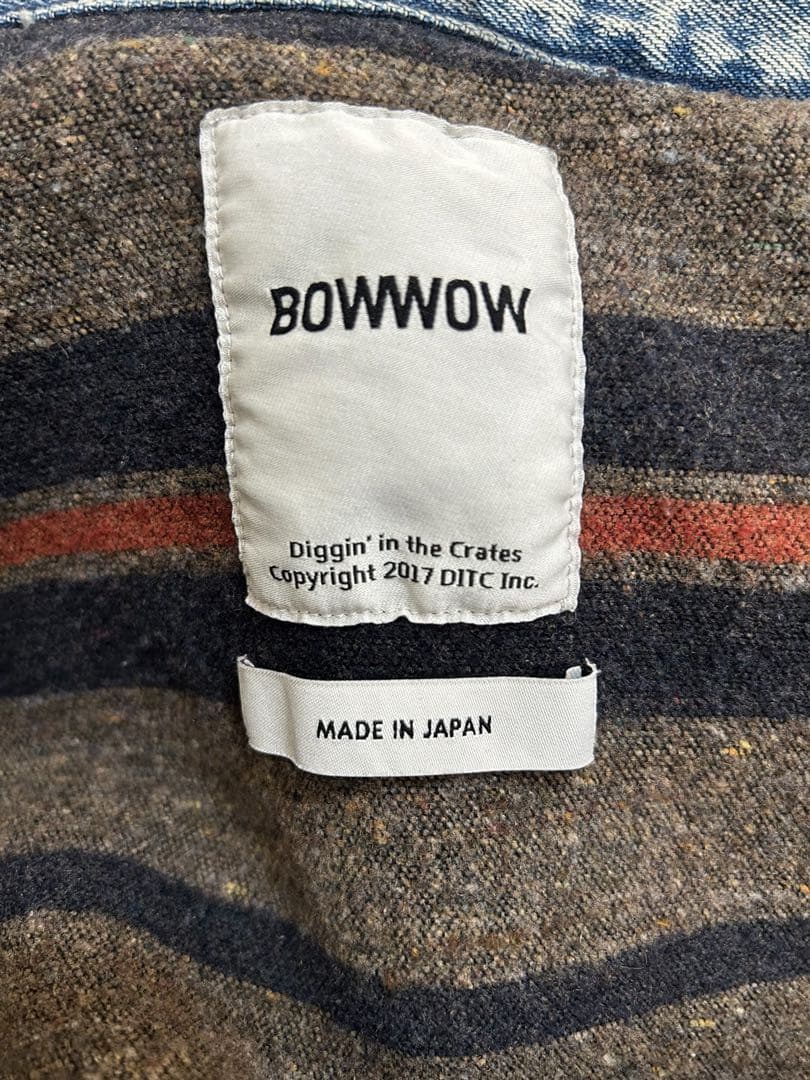 BOWWOW
Diggin' in the Crates
Copyright 2017 DITC Inc.
MADE IN JAPAN